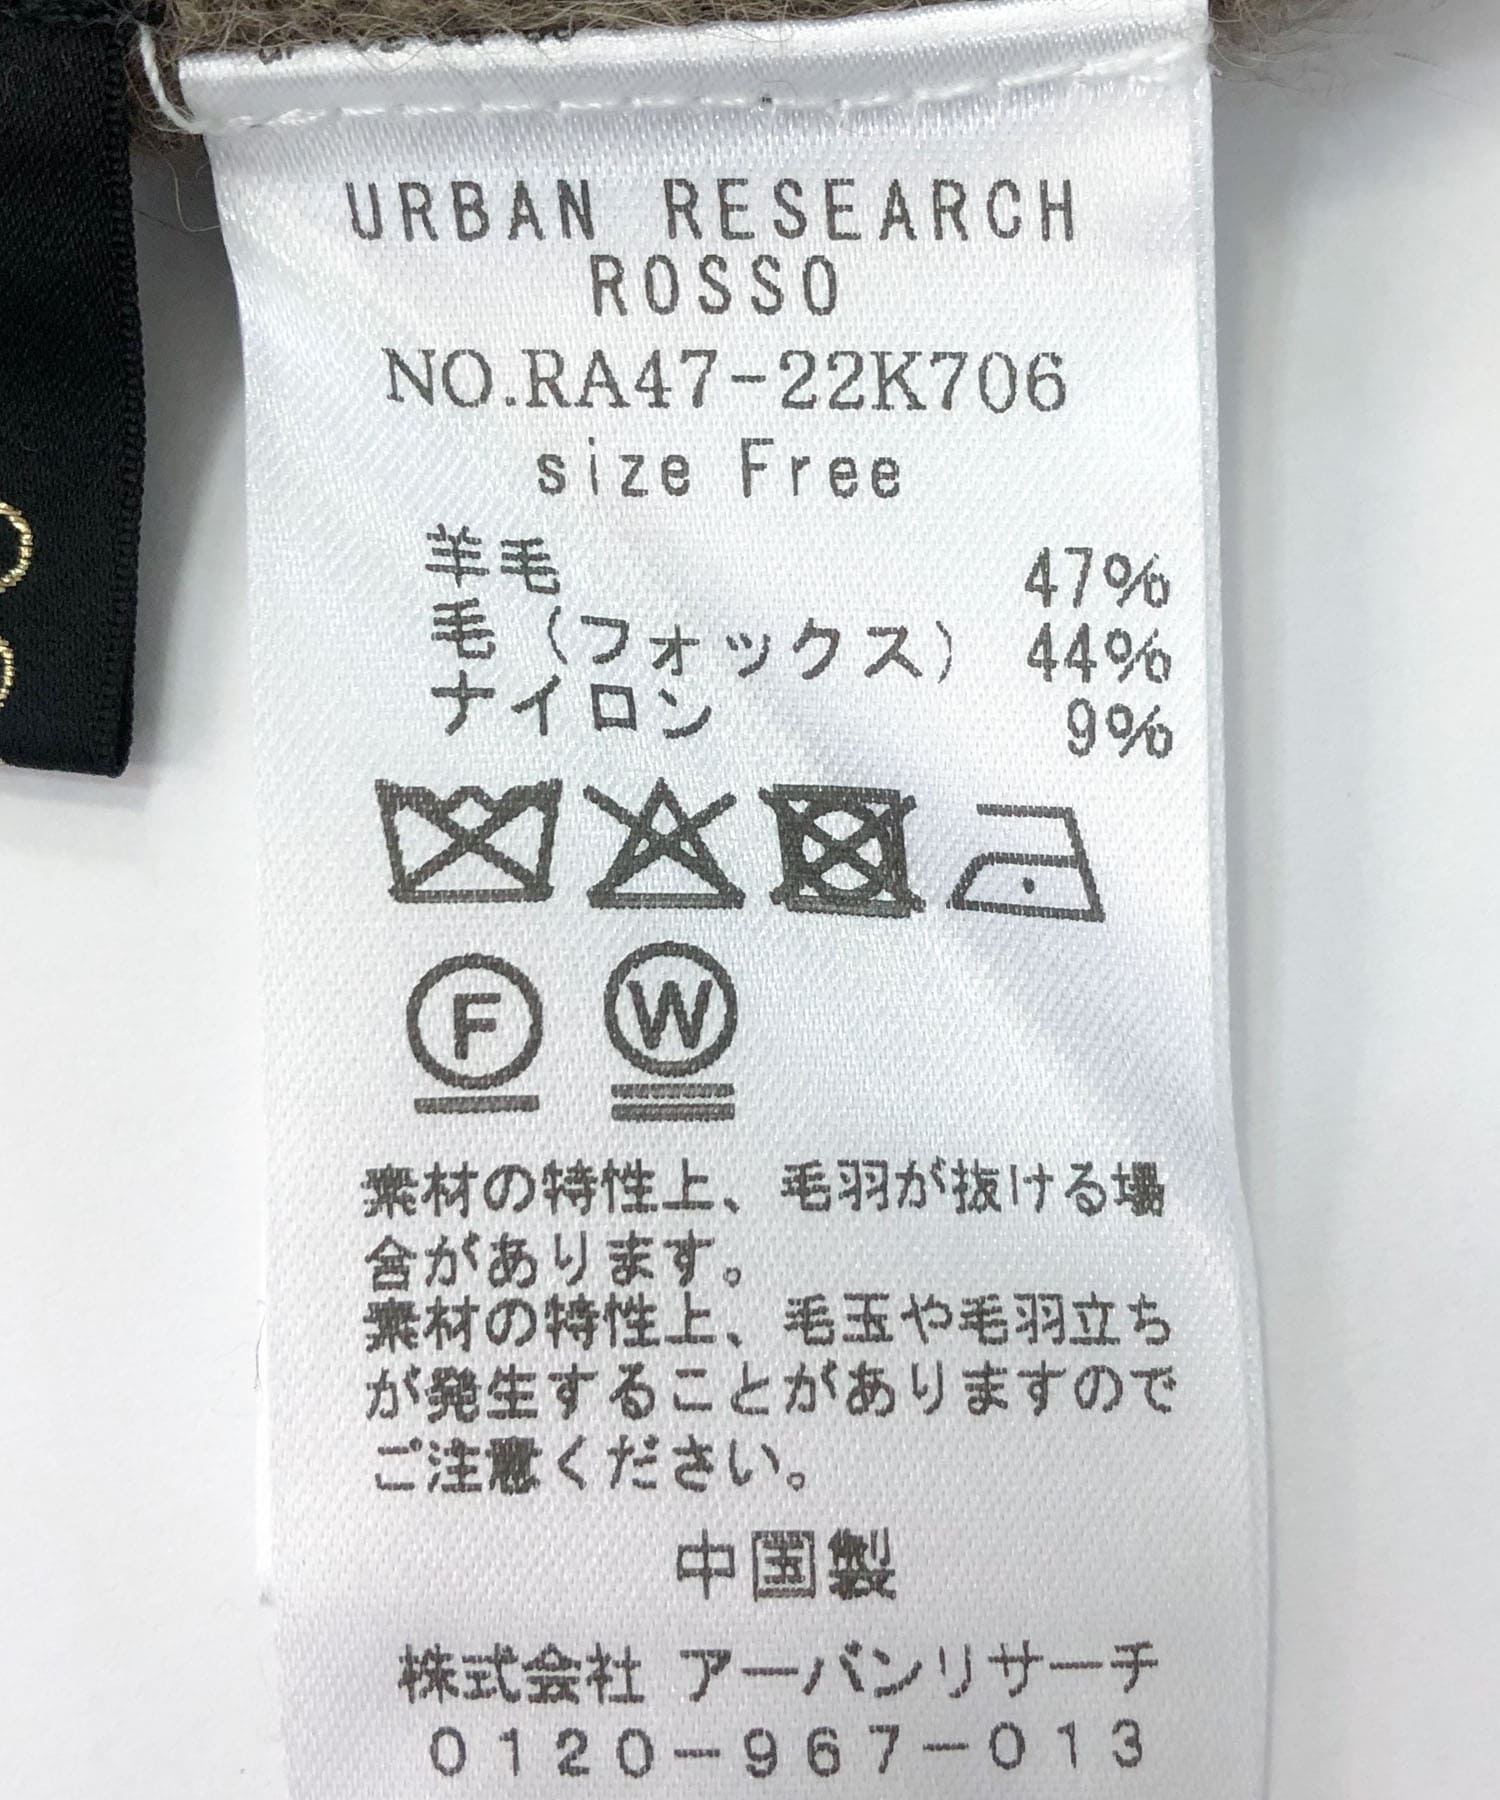 URBAN RESEARCH
ROSSO
NO.RA47-22K706
size Free
羊毛 47%
毛（フォックス） 44%
ナイロン 9%
F W
素材の特性上、毛羽が抜ける場
合があります。
素材の特性上、毛玉や毛羽立ち
が発生することがありますので
ご注意ください。
中国製
株式会社 アーバンリサーチ
0120-967-013